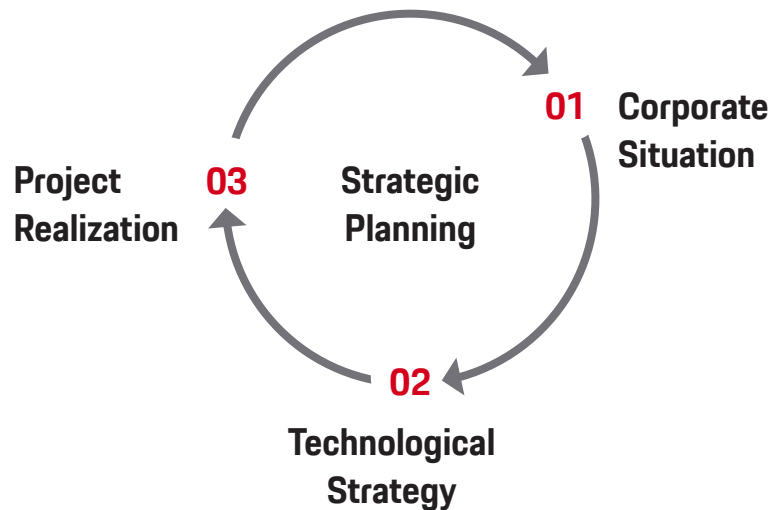 01 Corporate
Situation
Project 03
Realization
Strategic
Planning
02
Technological
Strategy